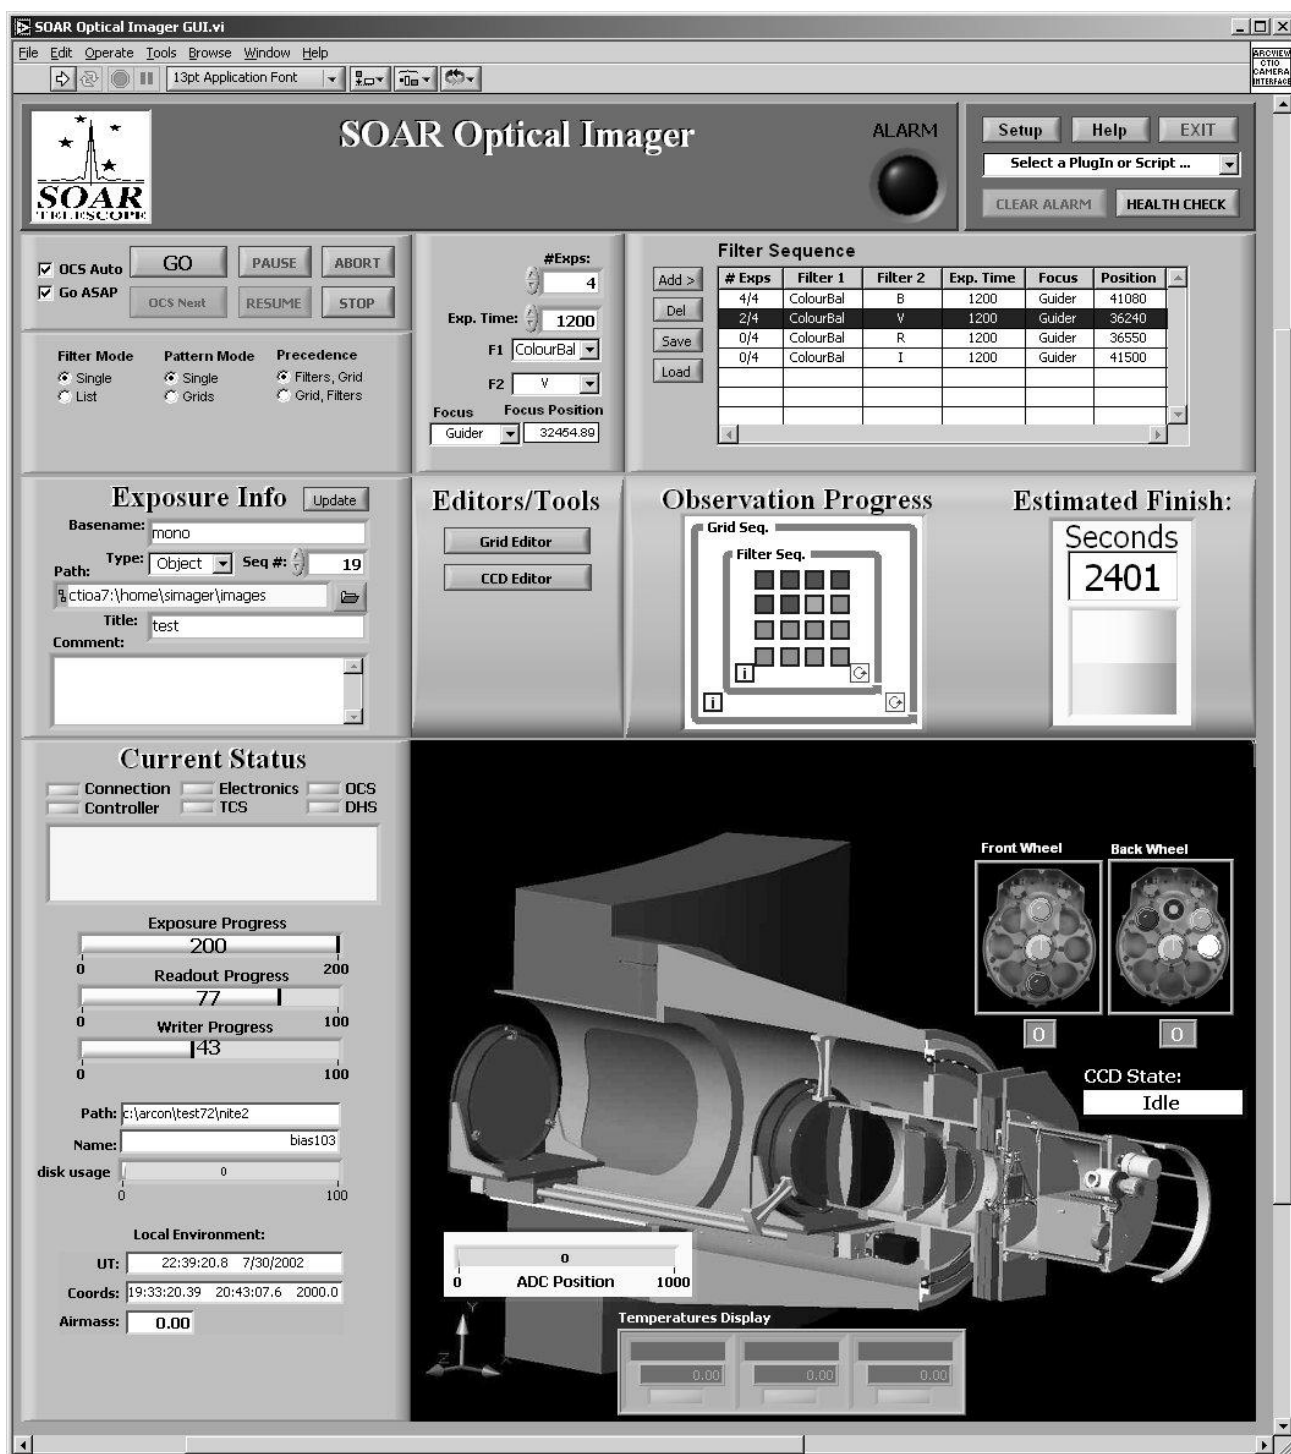 SOAR Optical Imager GUI.vi
File Edit Operate Tools Browse Window Help
13pt Application Font
ARCVIEW
CTIO
CAMERA
INTERFACE
SOAR
TELESCOPE
SOAR Optical Imager
ALARM
Setup Help EXIT
Select a PlugIn or Script ...
CLEAR ALARM HEALTH CHECK
OCS Auto GO PAUSE ABORT
Go ASAP OCS Next RESUME STOP
Filter Mode Pattern Mode Precedence
Single Single Filters, Grid
List Grids Grid, Filters
#Exps:
4
Exp. Time: 1200
F1 ColourBal
F2 V
Focus Focus Position
Guider 32454.89
Filter Sequence
Add >
Del
Save
Load
# Exps Filter 1 Filter 2 Exp. Time Focus Position
4/4 ColourBal B 1200 Guider 41080
2/4 ColourBal V 1200 Guider 36240
0/4 ColourBal R 1200 Guider 36550
0/4 ColourBal I 1200 Guider 41500
Exposure Info Update
Basename: mono
Type: Object Seq #: 19
Path:
ctioa7:\home\simager\images
Title: test
Comment:
Editors/Tools
Grid Editor
CCD Editor
Observation Progress
Grid Seq.
Filter Seq.
i
i
Estimated Finish:
Seconds
2401
Current Status
Connection Electronics OCS
Controller TCS DHS
Exposure Progress
200
0 200
Readout Progress
77
0 100
Writer Progress
43
0 100
Path: c:\arcon\test72\nite2
Name: bias103
disk usage 0
0 100
Local Environment:
UT: 22:39:20.8 7/30/2002
Coords: 19:33:20.39 20:43:07.6 2000.0
Airmass: 0.00
Front Wheel Back Wheel
0 0
CCD State:
Idle
0
0 ADC Position 1000
Y
Z X
Temperatures Display
0.00 0.00 0.00